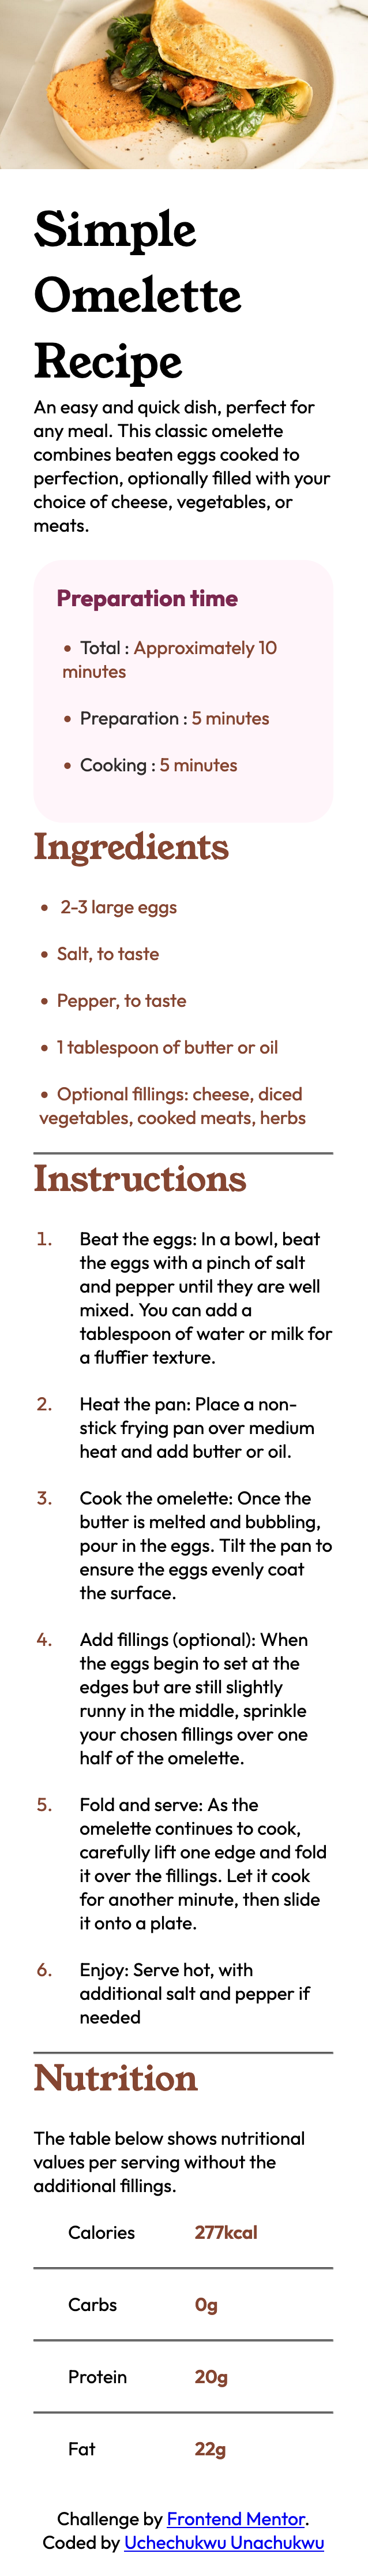 Simple
Omelette
Recipe
An easy and quick dish, perfect for
any meal. This classic omelette
combines beaten eggs cooked to
perfection, optionally filled with your
choice of cheese, vegetables, or
meats.
Preparation time
• Total : Approximately 10
minutes
• Preparation : 5 minutes
• Cooking : 5 minutes
Ingredients
• 2-3 large eggs
• Salt, to taste
• Pepper, to taste
• 1 tablespoon of butter or oil
• Optional fillings: cheese, diced
vegetables, cooked meats, herbs
Instructions
1. Beat the eggs: In a bowl, beat
the eggs with a pinch of salt
and pepper until they are well
mixed. You can add a
tablespoon of water or milk for
a fluffier texture.
2. Heat the pan: Place a non-
stick frying pan over medium
heat and add butter or oil.
3. Cook the omelette: Once the
butter is melted and bubbling,
pour in the eggs. Tilt the pan to
ensure the eggs evenly coat
the surface.
4. Add fillings (optional): When
the eggs begin to set at the
edges but are still slightly
runny in the middle, sprinkle
your chosen fillings over one
half of the omelette.
5. Fold and serve: As the
omelette continues to cook,
carefully lift one edge and fold
it over the fillings. Let it cook
for another minute, then slide
it onto a plate.
6. Enjoy: Serve hot, with
additional salt and pepper if
needed
Nutrition
The table below shows nutritional
values per serving without the
additional fillings.
Calories 277kcal
Carbs 0g
Protein 20g
Fat 22g
Challenge by Frontend Mentor.
Coded by Uchechukwu Unachukwu